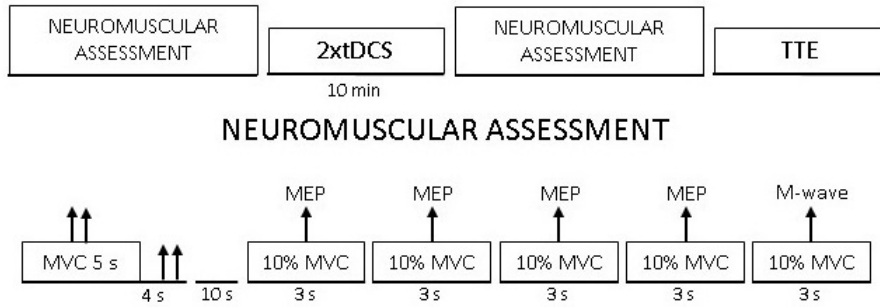 NEUROMUSCULAR
ASSESSMENT
2xtDCS
10 min
NEUROMUSCULAR
ASSESSMENT
TTE
NEUROMUSCULAR ASSESSMENT
MEP MEP MEP MEP M-wave
MVC 5 s 10% MVC 10% MVC 10% MVC 10% MVC 10% MVC
4 s 10 s 3 s 3 s 3 s 3 s 3 s